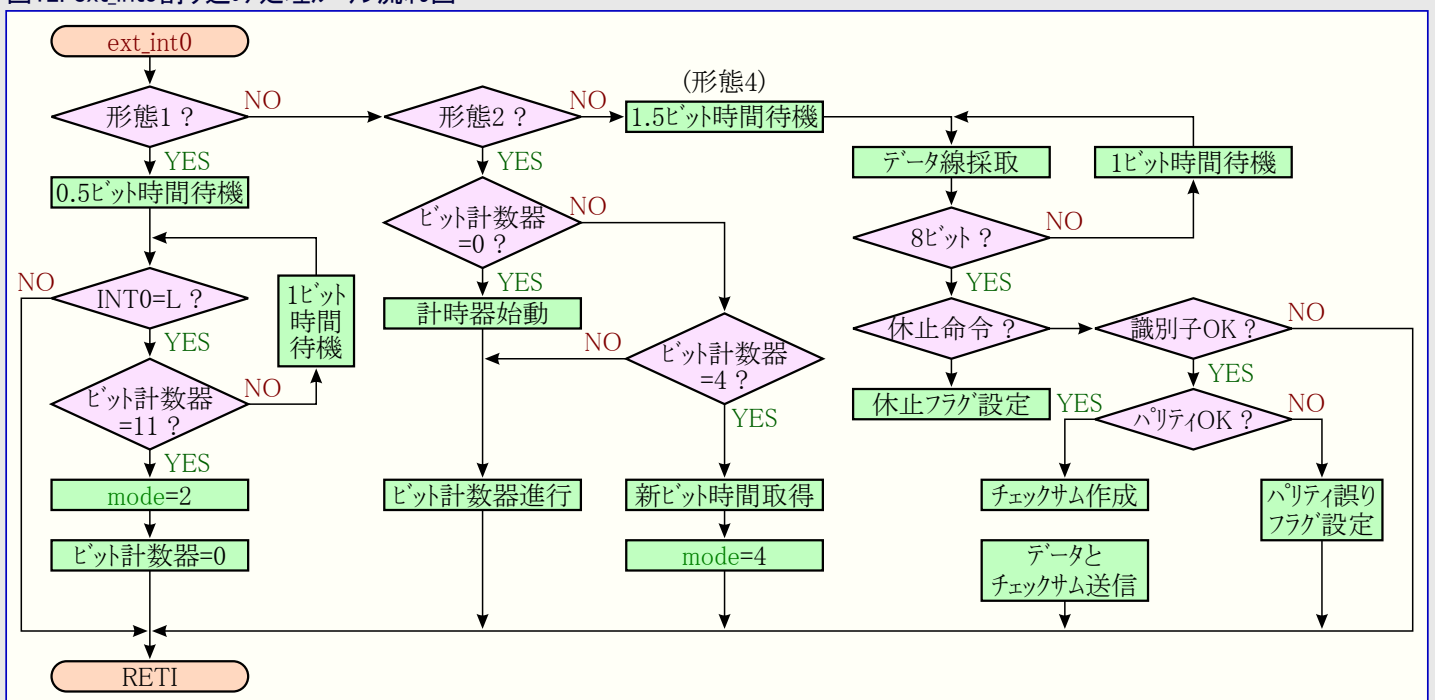 ext_int0
形態1 ?
NO
YES
0.5ビット時間待機
INT0=L ?
NO
YES
1ビット
時間
待機
ビット計数器
=11 ?
NO
YES
mode=2
ビット計数器=0
RETI
形態2 ?
NO
YES
ビット計数器
=0 ?
NO
YES
計時器始動
ビット計数器
=4 ?
NO
YES
ビット計数器進行
新ビット時間取得
mode=4
(形態4)
1.5ビット時間待機
データ線採取
1ビット時間待機
8ビット ?
NO
YES
休止命令 ?
休止フラグ設定
識別子OK ?
NO
YES
パリティOK ?
YES
NO
チェックサム作成
データと
チェックサム送信
パリティ誤り
フラグ設定